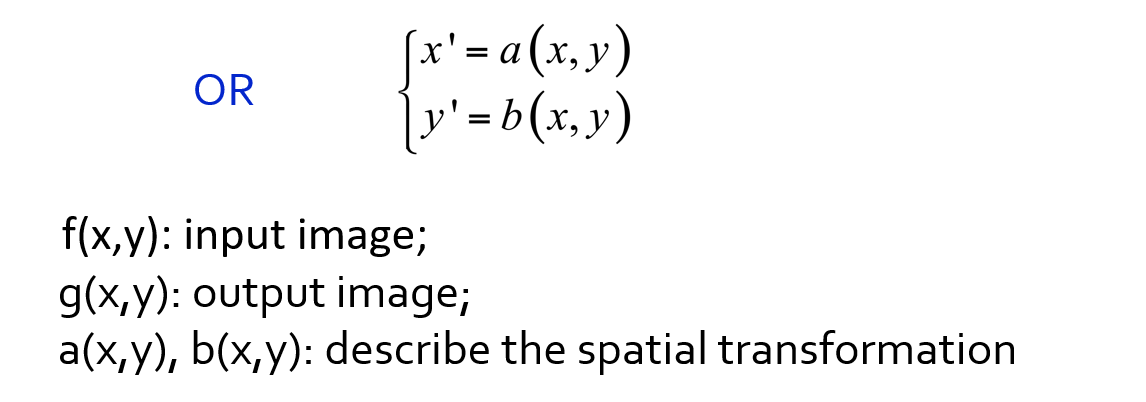 x' = a(x, y)
OR
y' = b(x, y)
f(x,y): input image;
g(x,y): output image;
a(x,y), b(x,y): describe the spatial transformation